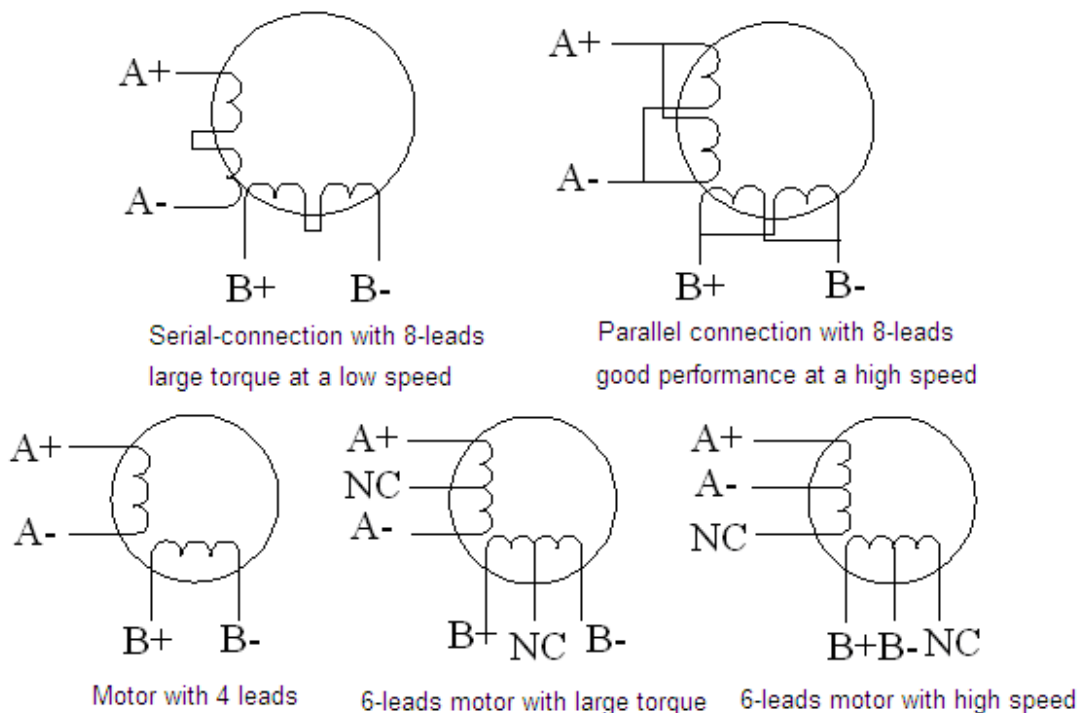 A+
A-
B+ B-
Serial-connection with 8-leads
large torque at a low speed
A+
A-
B+ B-
Parallel connection with 8-leads
good performance at a high speed
A+
A-
B+ B-
Motor with 4 leads
A+
NC
A-
B+ NC B-
6-leads motor with large torque
A+
A-
NC
B+ B- NC
6-leads motor with high speed